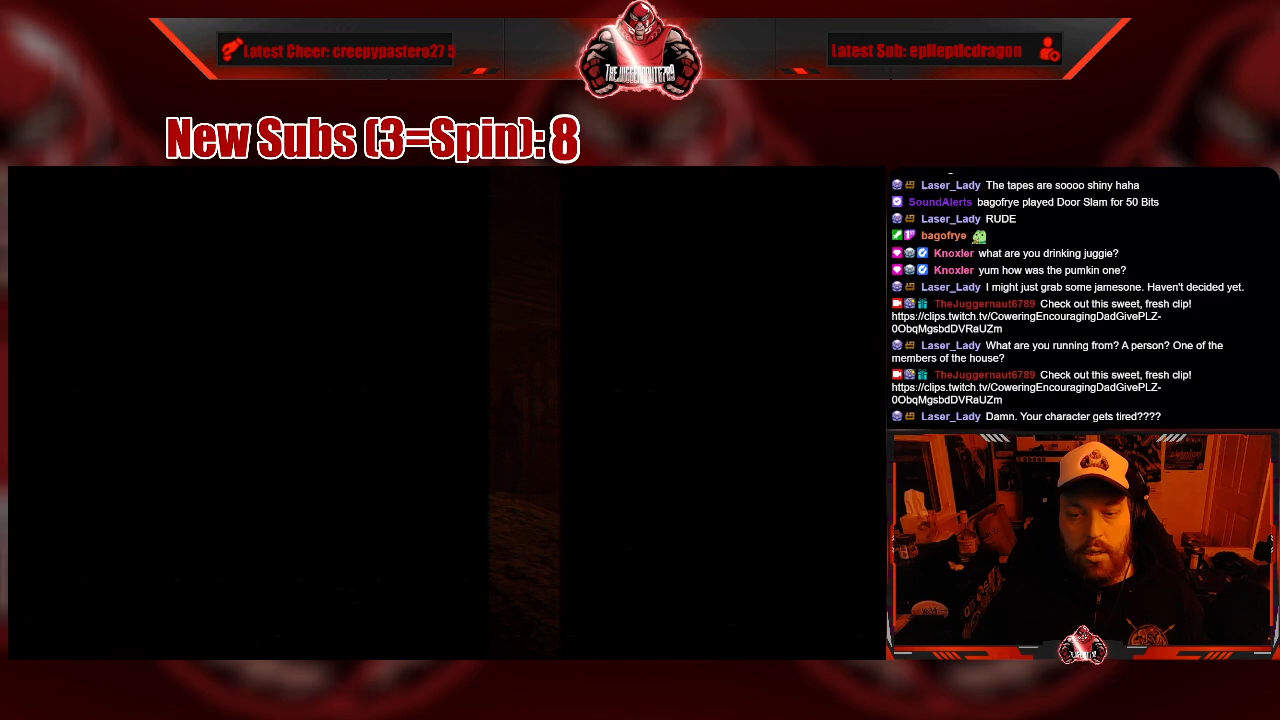 Latest Cheer: creepypastero27 5
Latest Sub: epilepticdragon
THEJUGGERNAUT6789
New Subs (3=Spin): 8
Laser_Lady The tapes are soooo shiny haha
SoundAlerts bagofrye played Door Slam for 50 Bits
Laser_Lady RUDE
bagofrye
Knoxler what are you drinking juggie?
Knoxler yum how was the pumkin one?
Laser_Lady I might just grab some jamesone. Haven't decided yet.
TheJuggernaut6789 Check out this sweet, fresh clip!
https://clips.twitch.tv/CoweringEncouragingDadGivePLZ-
0ObqMgsbdDVRaUZm
Laser_Lady What are you running from? A person? One of the
members of the house?
TheJuggernaut6789 Check out this sweet, fresh clip!
https://clips.twitch.tv/CoweringEncouragingDadGivePLZ-
0ObqMgsbdDVRaUZm
Laser_Lady Damn. Your character gets tired????